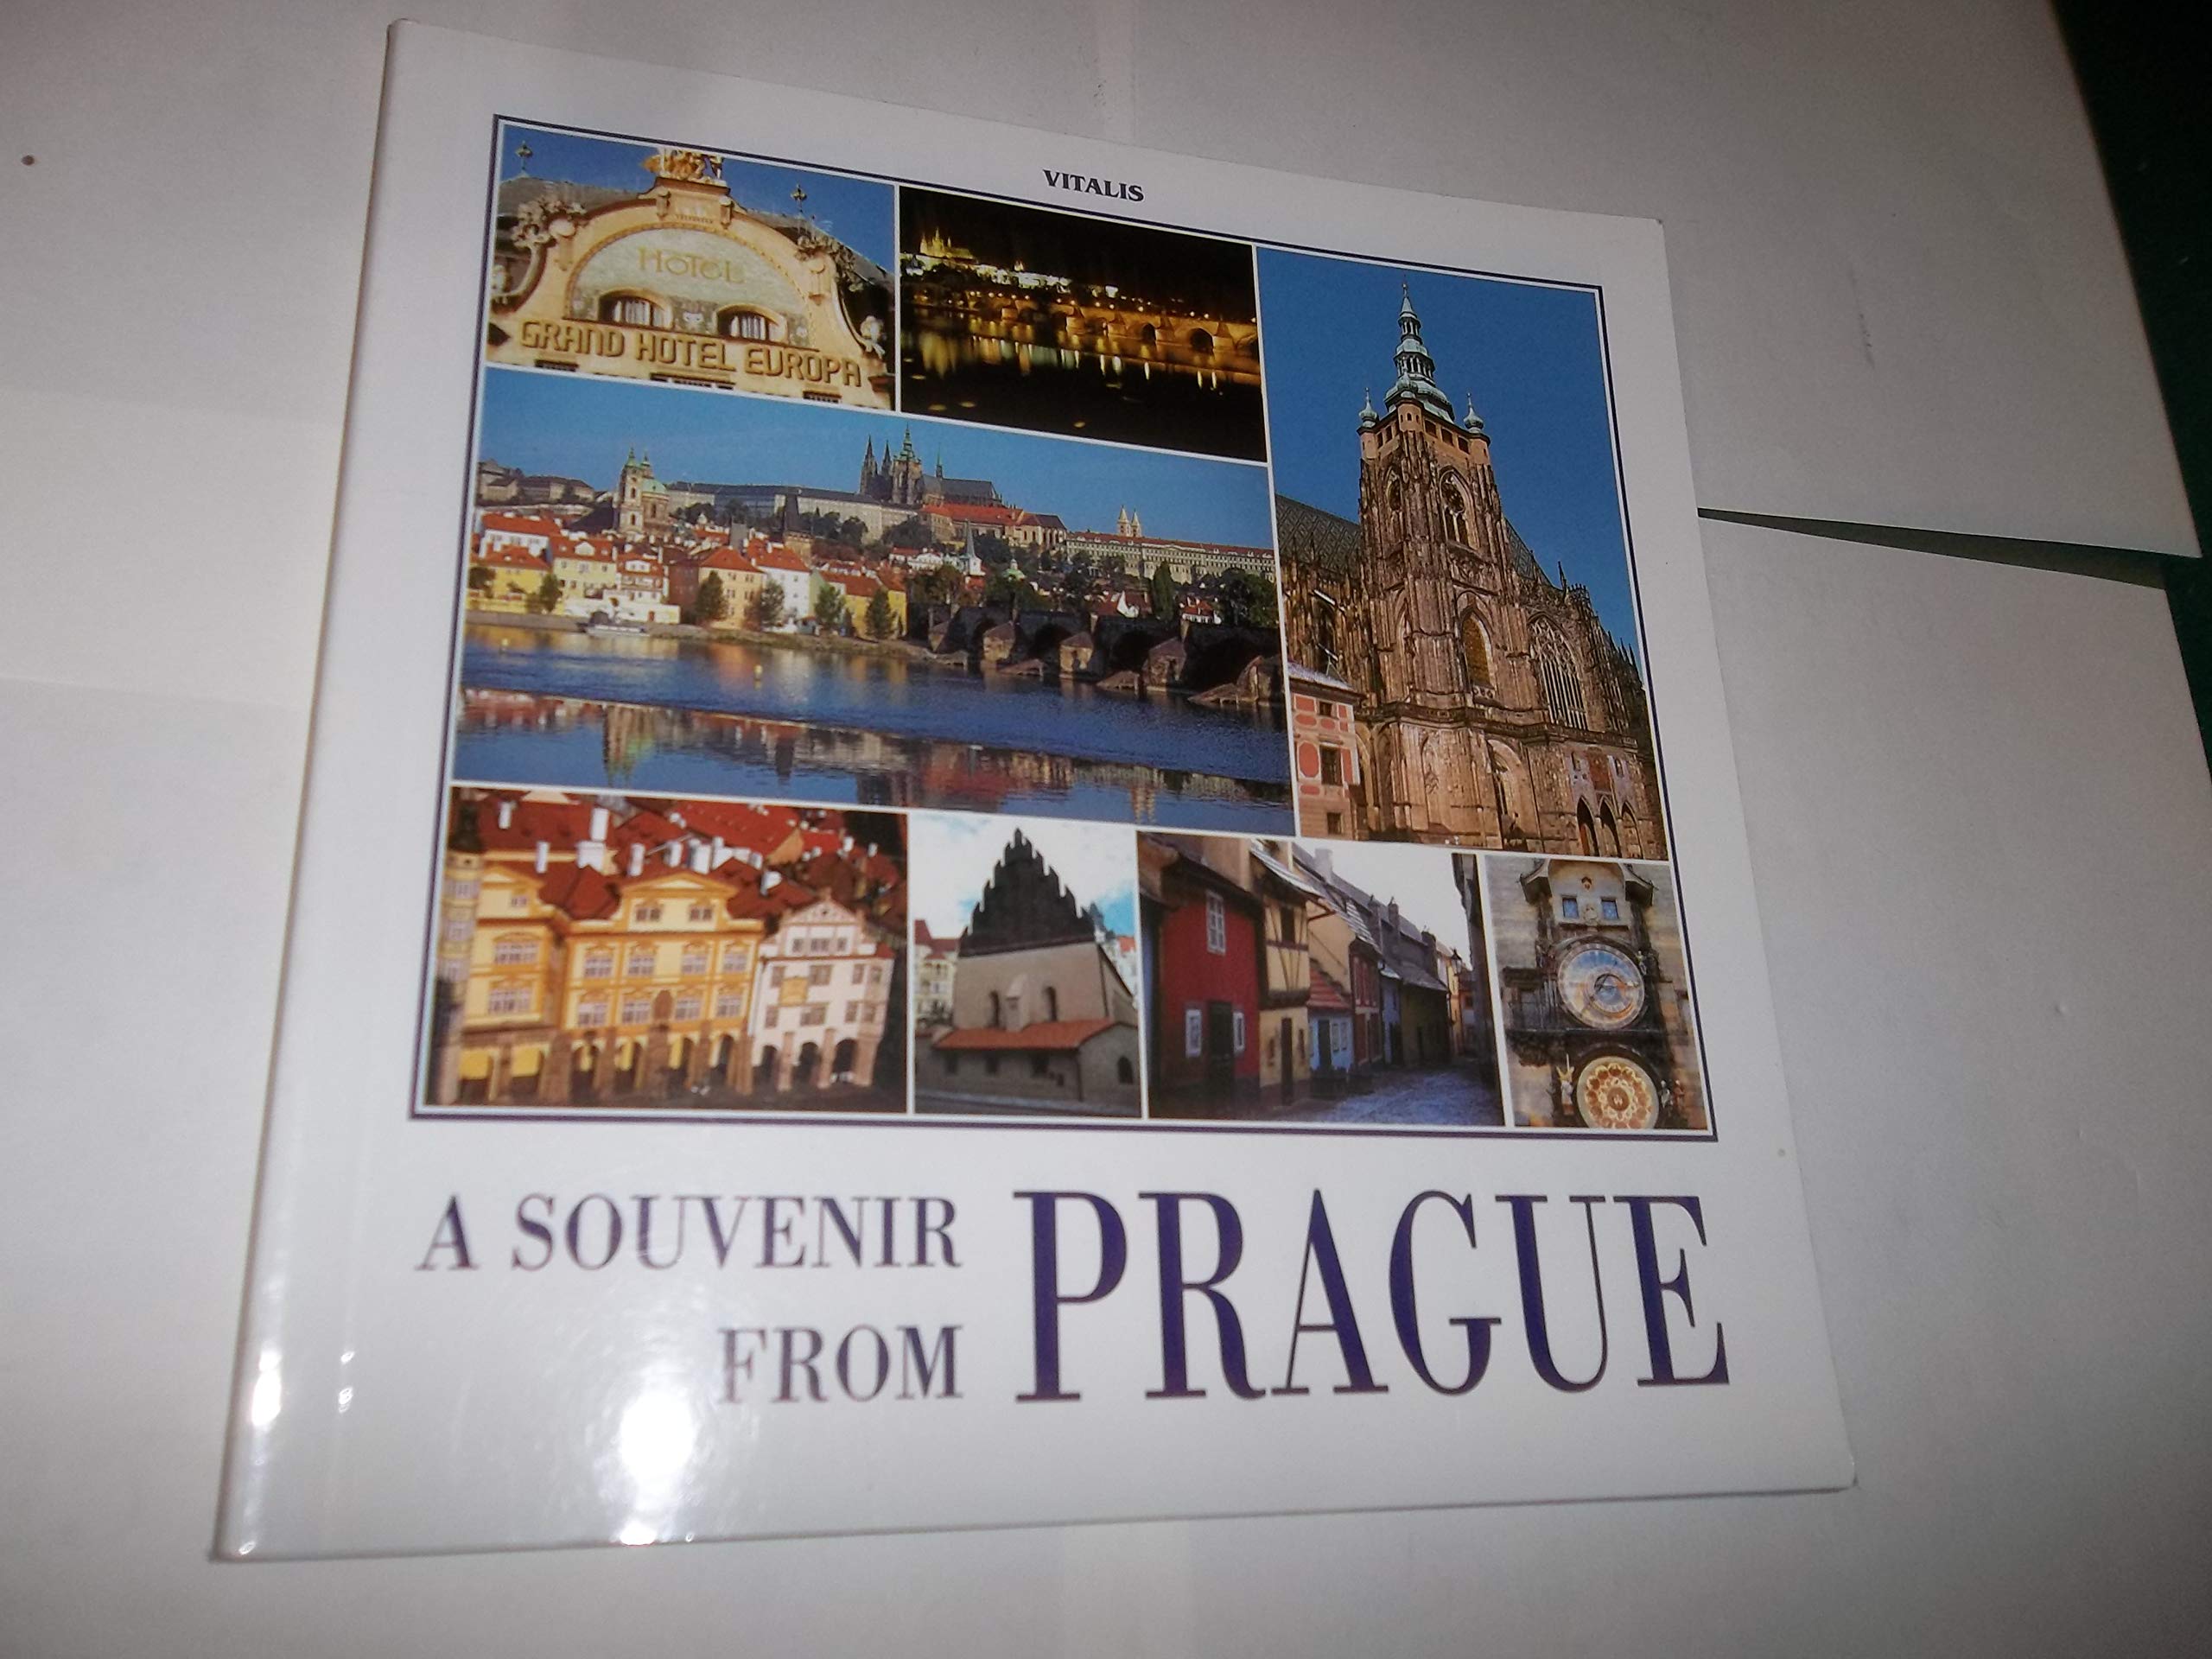 VITALIS
HOTEL
GRAND HOTEL EUROPA
A SOUVENIR
FROM PRAGUE